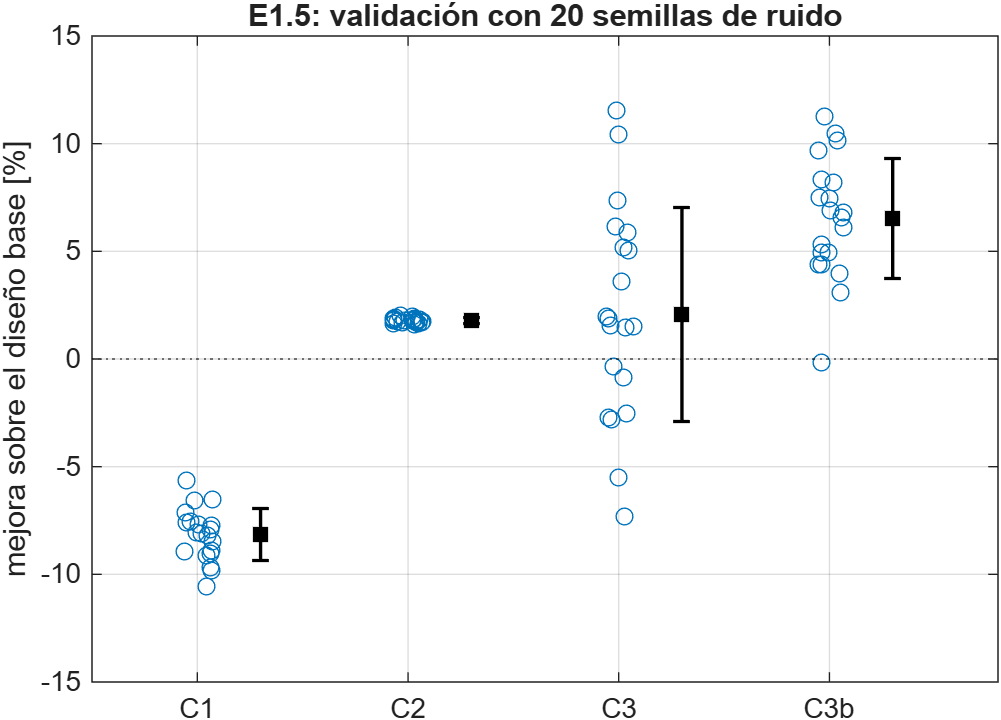 E1.5: validación con 20 semillas de ruido
mejora sobre el diseño base [%]
15
10
5
0
-5
-10
-15
C1
C2
C3
C3b